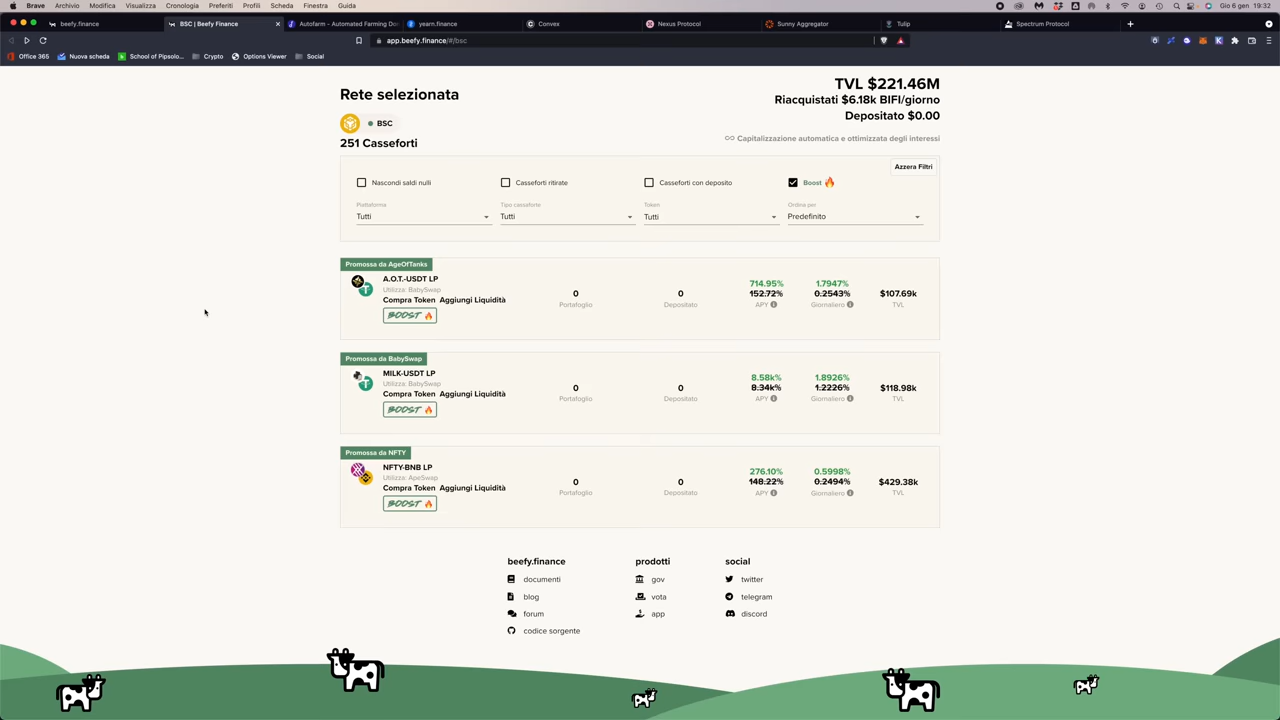 Brave Archivio Modifica Visualizza Cronologia Preferiti Profili Scheda Finestra Guida
Gio 6 gen 19:32
beefy.finance
BSC | Beefy Finance
Autofarm - Automated Farming Do
yearn.finance
Convex
Nexus Protocol
Sunny Aggregator
Tulip
Spectrum Protocol
app.beefy.finance/#/bsc
Office 365 Nuova scheda School of Pipsolo... Crypto Options Viewer Social
Rete selezionata
BSC
251 Casseforti
TVL $221.46M
Riacquistati $6.18k BIFI/giorno
Depositato $0.00
Capitalizzazione automatica e ottimizzata degli interessi
Azzera Filtri
Nascondi saldi nulli Casseforti ritirate Casseforti con deposito Boost
Piattaforma Tipo cassaforte Token Ordina per
Tutti Tutti Tutti Predefinito
Promossa da AgeOfTanks
A.O.T.-USDT LP
Utilizza: BabySwap
Compra Token Aggiungi Liquidità
BOOST
0
Portafoglio
0
Depositato
714.95%
152.72%
APY
1.7947%
0.2543%
Giornaliero
$107.69k
TVL
Promossa da BabySwap
MILK-USDT LP
Utilizza: BabySwap
Compra Token Aggiungi Liquidità
BOOST
0
Portafoglio
0
Depositato
8.58k%
8.34k%
APY
1.8926%
1.2226%
Giornaliero
$118.98k
TVL
Promossa da NFTY
NFTY-BNB LP
Utilizza: ApeSwap
Compra Token Aggiungi Liquidità
BOOST
0
Portafoglio
0
Depositato
276.10%
148.22%
APY
0.5998%
0.2494%
Giornaliero
$429.38k
TVL
beefy.finance
documenti
blog
forum
codice sorgente
prodotti
gov
vota
app
social
twitter
telegram
discord